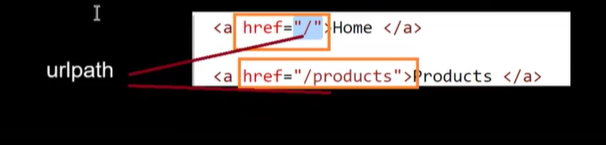 <a href="/">Home </a>
urlpath
<a href="/products">Products </a>